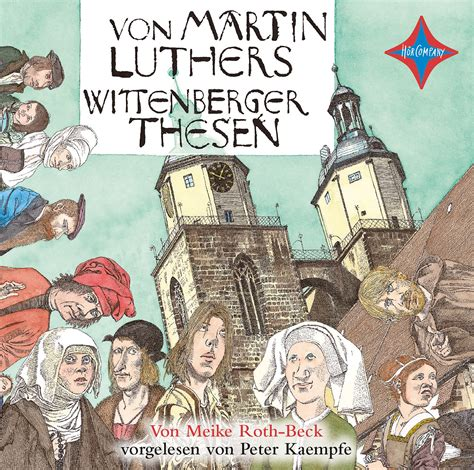 VON MARTIN
LUTHERS
WITTENBERGER
THESEN
HÖRCOMPANY
Von Meike Roth-Beck
vorgelesen von Peter Kaempfe